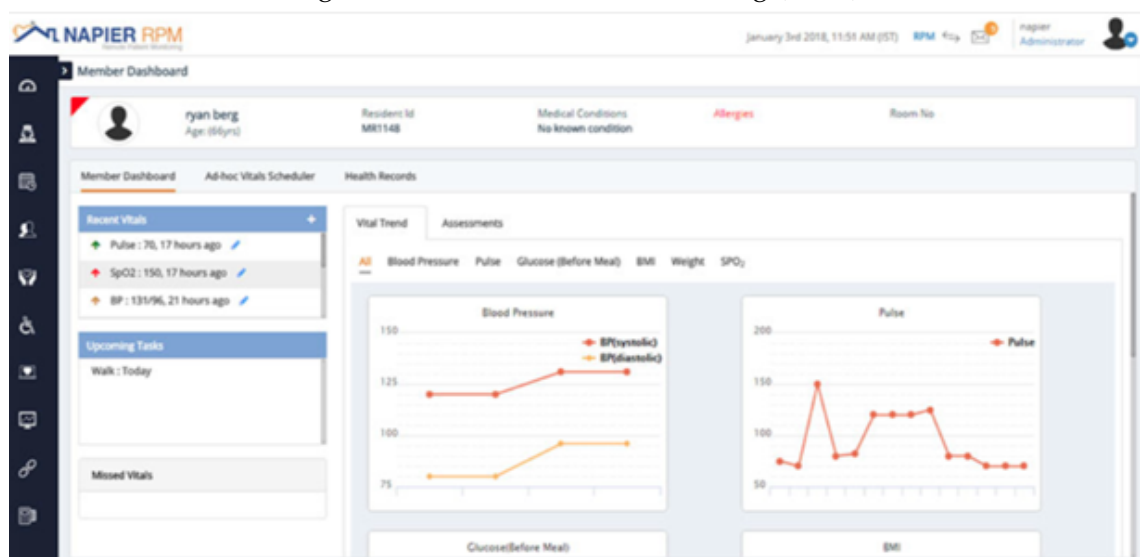 NAPIER RPM
Remote Patient Monitoring
January 3rd 2018, 11:51 AM (IST)
RPM
napier
Administrator
Member Dashboard
ryan berg
Age: (66yrs)
Resident Id
MR1148
Medical Conditions
No known condition
Allergies
Room No
Member Dashboard
Ad-hoc Vitals Scheduler
Health Records
Recent Vitals +
Pulse : 70, 17 hours ago
SpO2 : 150, 17 hours ago
BP : 131/96, 21 hours ago
Upcoming Tasks
Walk : Today
Missed Vitals
Vital Trend
Assessments
All Blood Pressure Pulse Glucose (Before Meal) BMI Weight SPO₂
Blood Pressure
BP(systolic)
BP(diastolic)
150
125
100
75
Pulse
Pulse
200
150
100
50
Glucose(Before Meal)
BMI